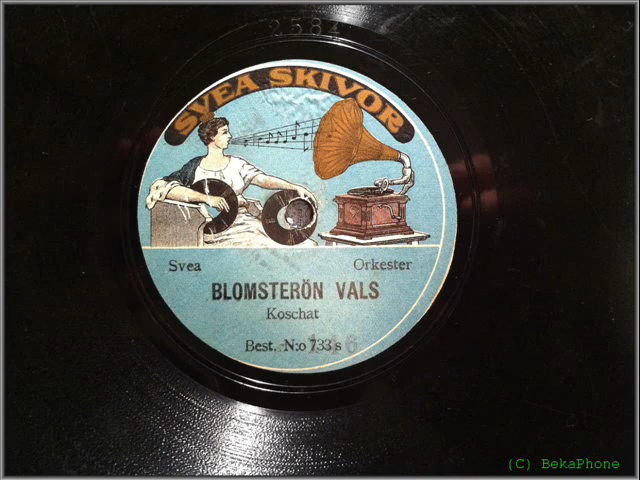 2584
SVEA SKIVOR
Svea Orkester
BLOMSTERÖN VALS
Koschat
Best. N:o 733 s
(C) BekaPhone